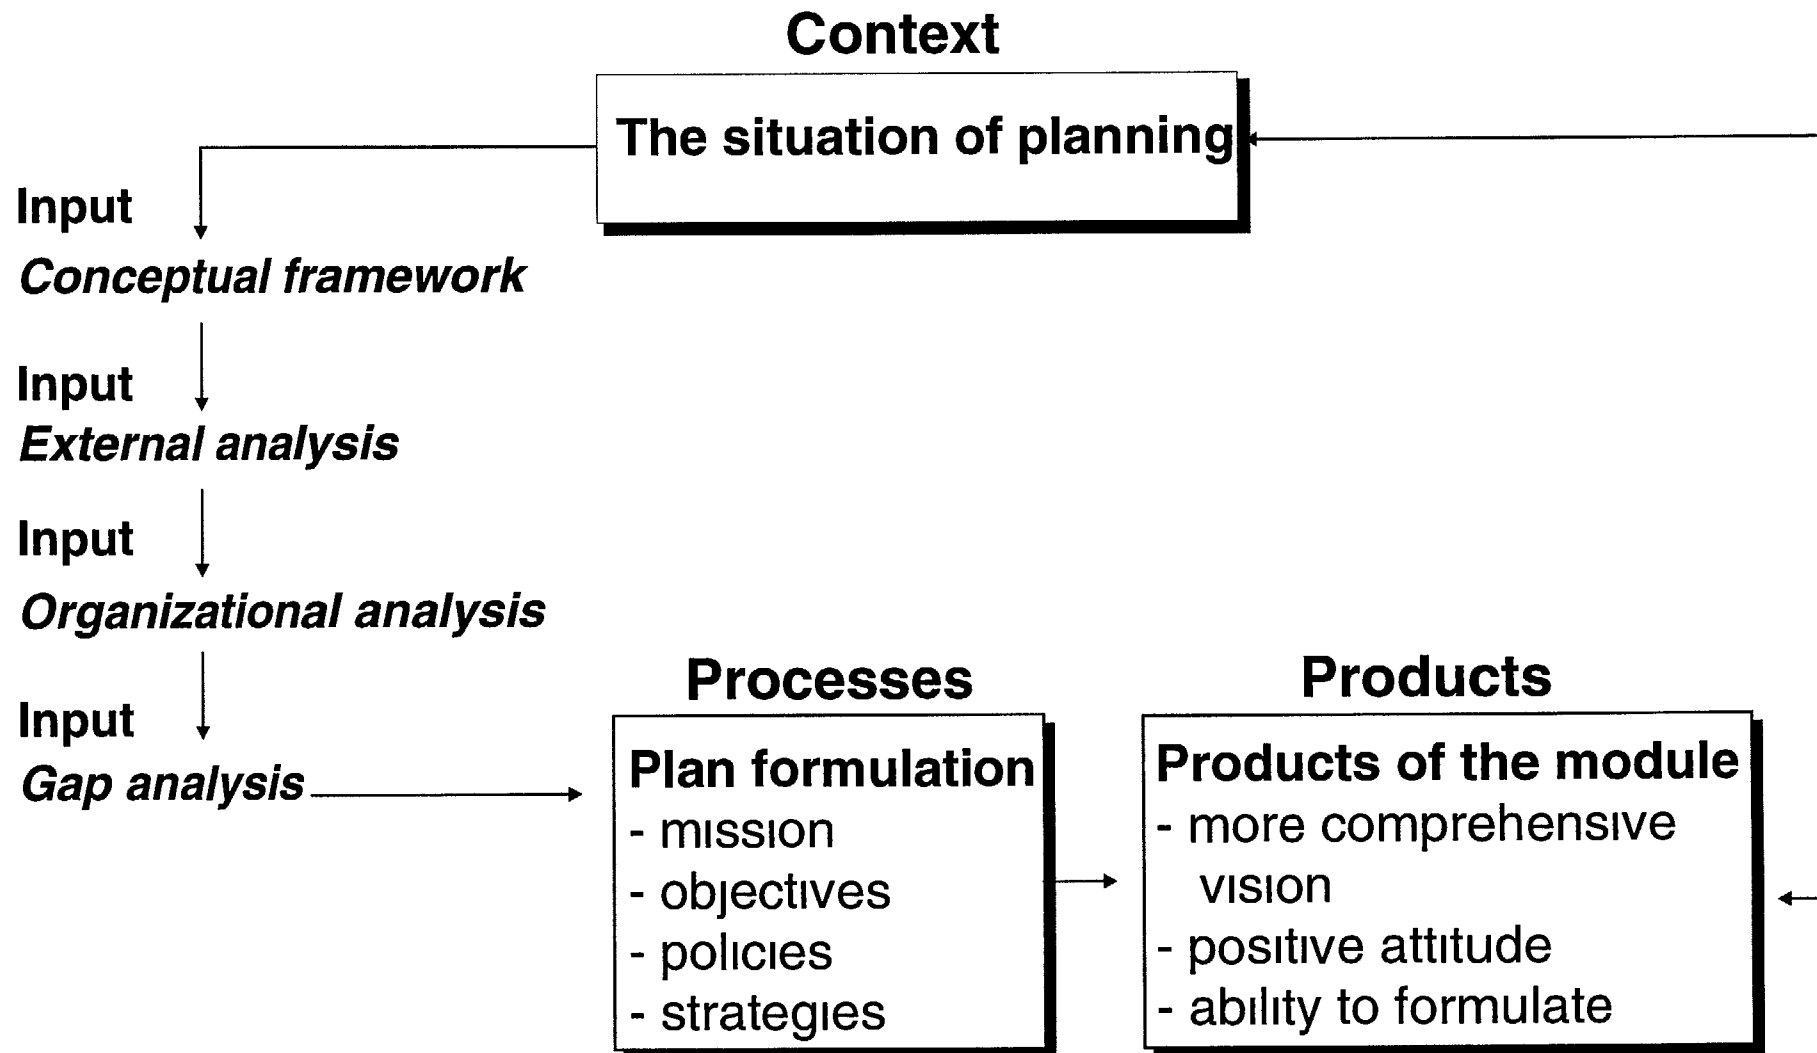 Context
The situation of planning
Input
Conceptual framework
Input
External analysis
Input
Organizational analysis
Input
Gap analysis
Processes
Plan formulation
- mission
- objectives
- policies
- strategies
Products
Products of the module
- more comprehensive
vision
- positive attitude
- ability to formulate